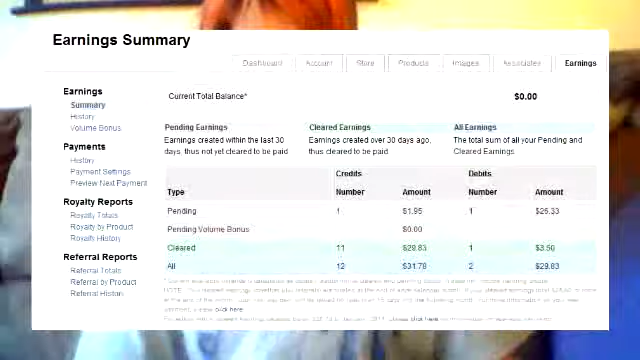 Earnings Summary
Dashboard Account Store Products Images Associates Earnings
Earnings
Summary
History
Volume Bonus
Payments
History
Payment Settings
Preview Next Payment
Royalty Reports
Royalty Totals
Royalty by Product
Royalty History
Referral Reports
Referral Totals
Referral by Product
Referral History
Current Total Balance* $0.00
Pending Earnings Cleared Earnings All Earnings
Earnings created within the last 30 Earnings created over 30 days ago, The total sum of all your Pending and
days, thus not yet cleared to be paid thus cleared to be paid Cleared Earnings
Credits Debits
Type Number Amount Number Amount
Pending 1 $1.95 1 $26.33
Pending Volume Bonus $0.00
Cleared 11 $29.83 1 $3.50
All 12 $31.78 2 $29.83
click here
click here